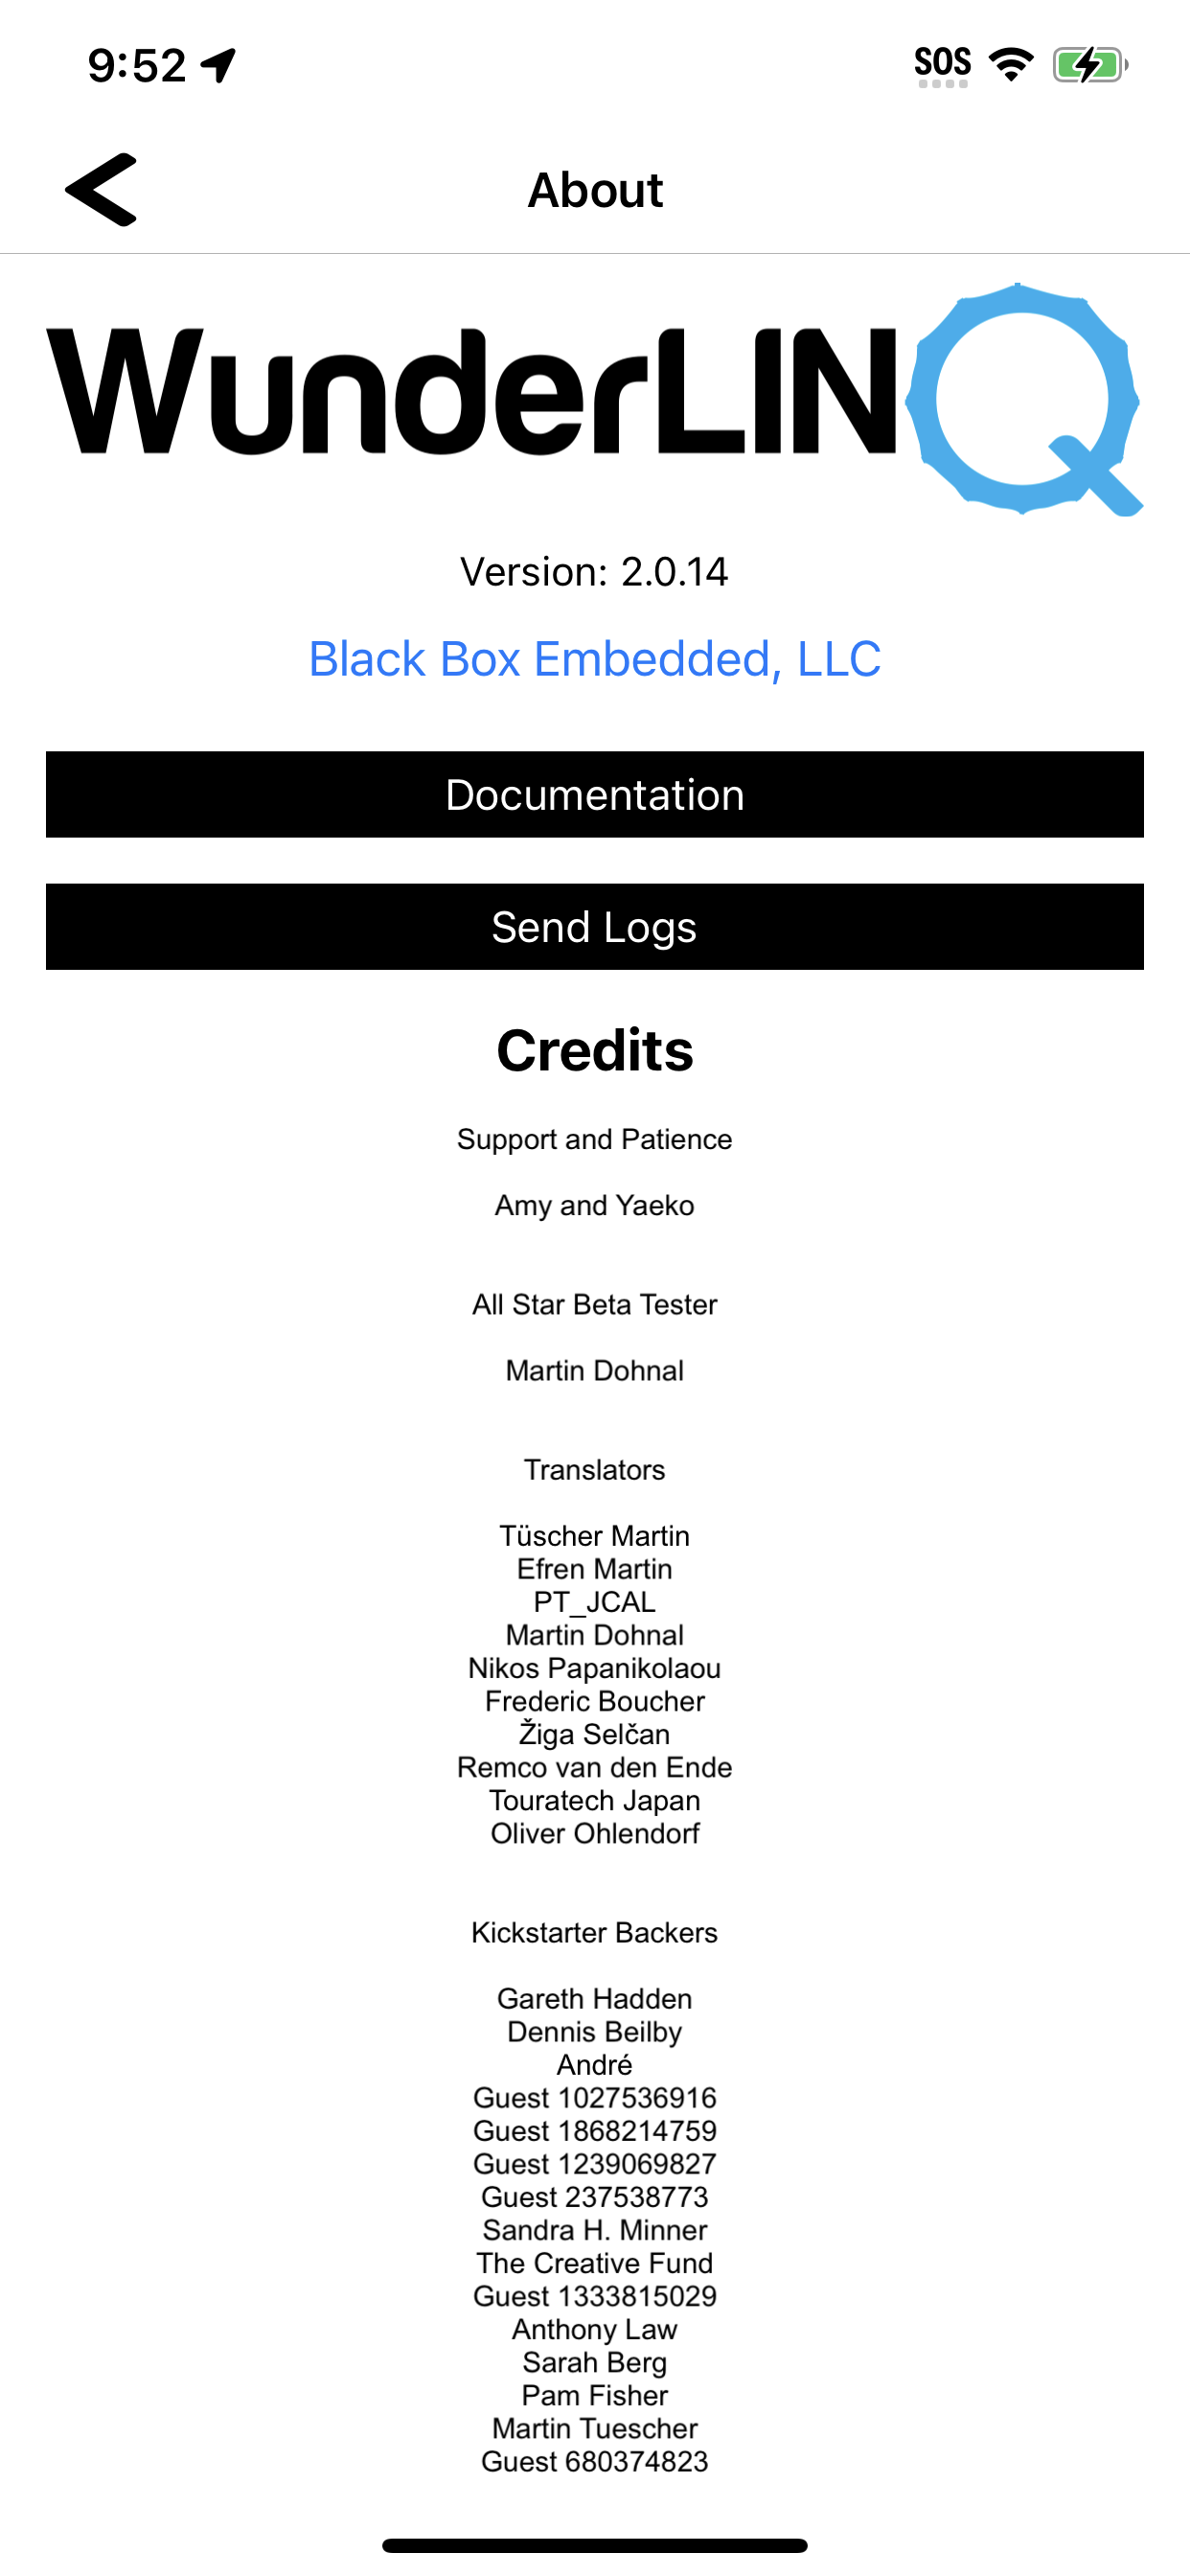 9:52
SOS
About
WunderLINQ
Version: 2.0.14
Black Box Embedded, LLC
Documentation
Send Logs
Credits
Support and Patience
Amy and Yaeko
All Star Beta Tester
Martin Dohnal
Translators
Tüscher Martin
Efren Martin
PT_JCAL
Martin Dohnal
Nikos Papanikolaou
Frederic Boucher
Žiga Selčan
Remco van den Ende
Touratech Japan
Oliver Ohlendorf
Kickstarter Backers
Gareth Hadden
Dennis Beilby
André
Guest 1027536916
Guest 1868214759
Guest 1239069827
Guest 237538773
Sandra H. Minner
The Creative Fund
Guest 1333815029
Anthony Law
Sarah Berg
Pam Fisher
Martin Tuescher
Guest 680374823